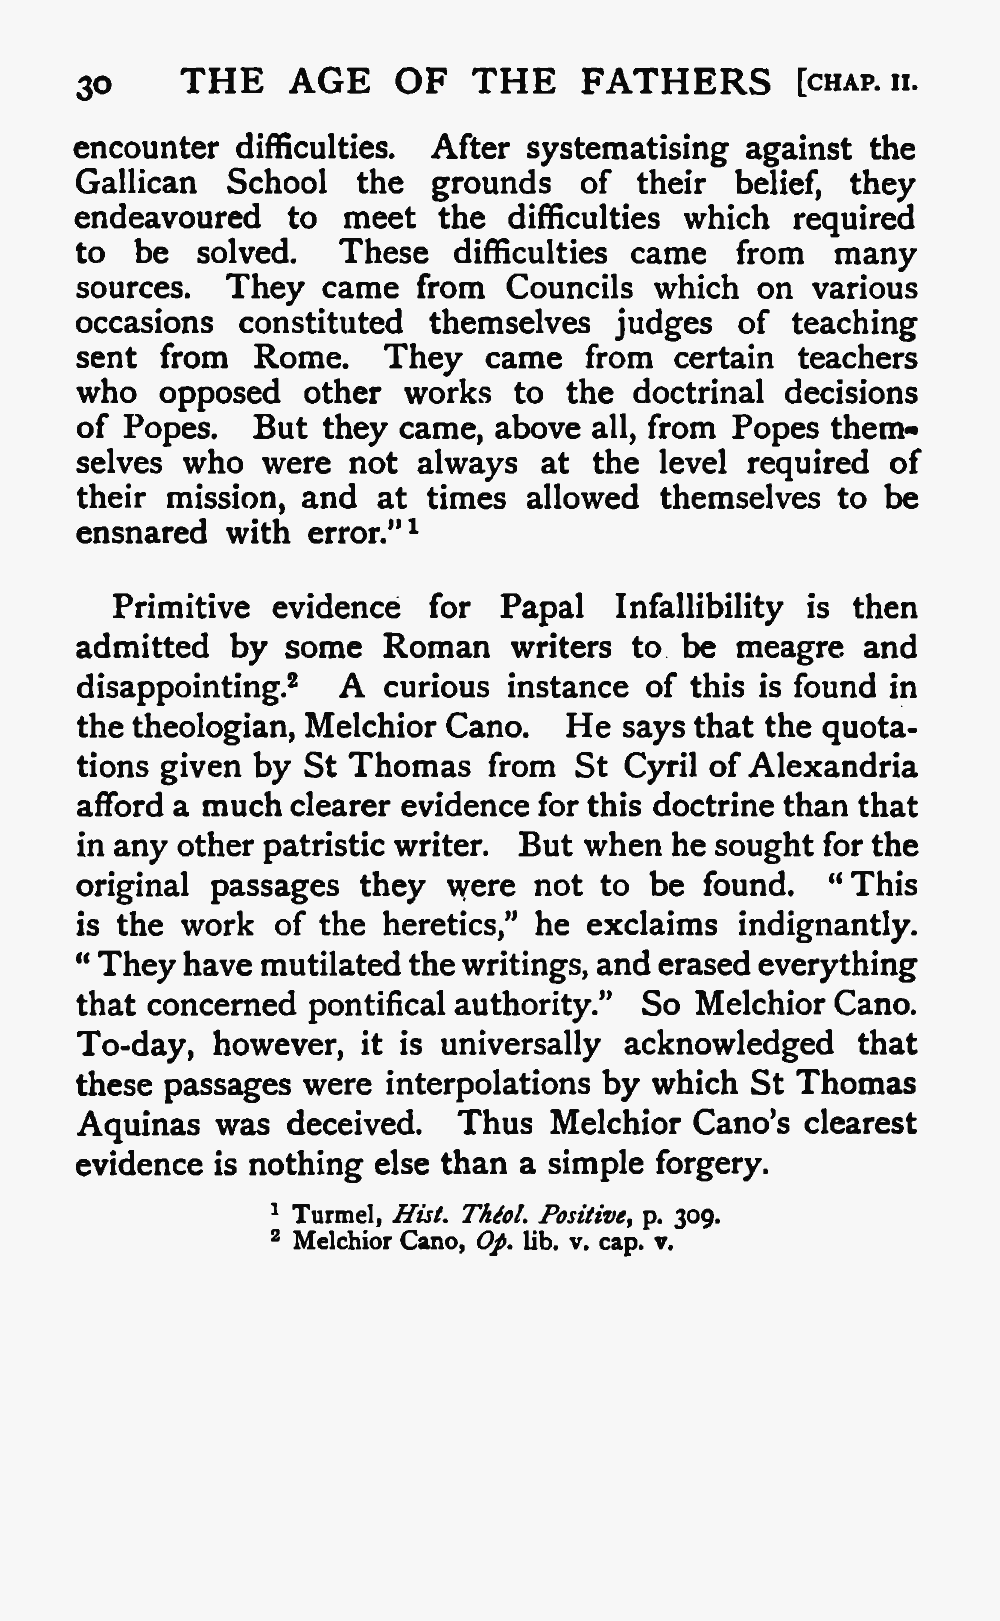 30 THE AGE OF THE FATHERS [CHAP. II.
encounter difficulties. After systematising against the
Gallican School the grounds of their belief, they
endeavoured to meet the difficulties which required
to be solved. These difficulties came from many
sources. They came from Councils which on various
occasions constituted themselves judges of teaching
sent from Rome. They came from certain teachers
who opposed other works to the doctrinal decisions
of Popes. But they came, above all, from Popes them-
selves who were not always at the level required of
their mission, and at times allowed themselves to be
ensnared with error." ¹
Primitive evidence for Papal Infallibility is then
admitted by some Roman writers to be meagre and
disappointing.² A curious instance of this is found in
the theologian, Melchior Cano. He says that the quota-
tions given by St Thomas from St Cyril of Alexandria
afford a much clearer evidence for this doctrine than that
in any other patristic writer. But when he sought for the
original passages they were not to be found. "This
is the work of the heretics," he exclaims indignantly.
"They have mutilated the writings, and erased everything
that concerned pontifical authority." So Melchior Cano.
To-day, however, it is universally acknowledged that
these passages were interpolations by which St Thomas
Aquinas was deceived. Thus Melchior Cano's clearest
evidence is nothing else than a simple forgery.
¹ Turmel, Hist. Théol. Positive, p. 309.
² Melchior Cano, Op. lib. v. cap. v.